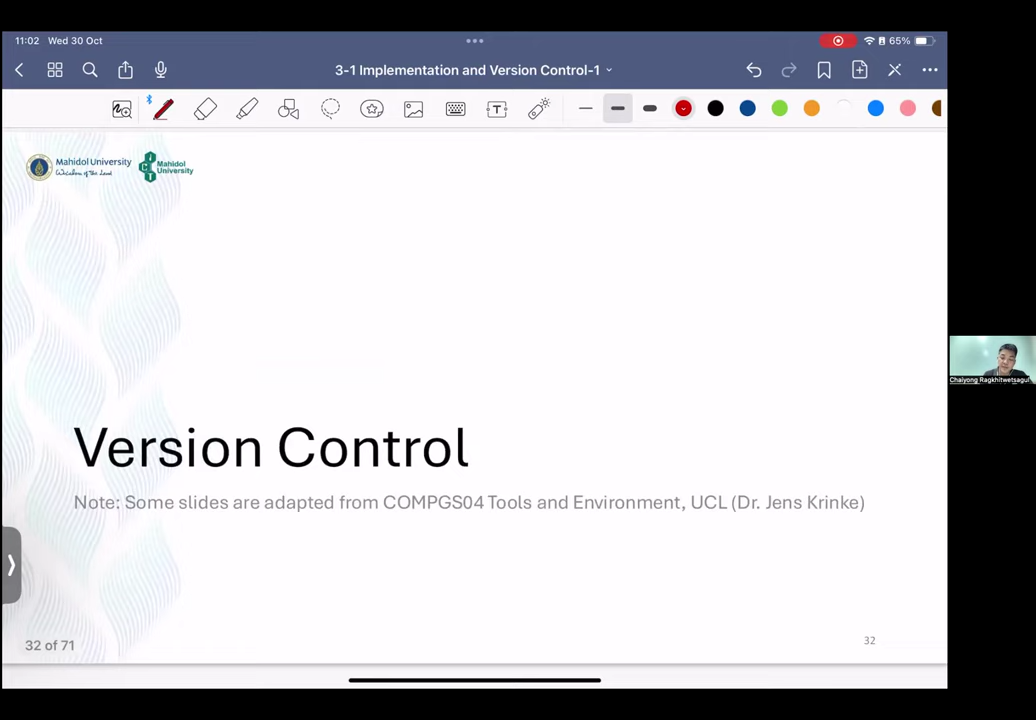 11:02 Wed 30 Oct
65%
3-1 Implementation and Version Control-1
T
Mahidol University
Wisdom of the Land
ICT
Mahidol
University
Version Control
Note: Some slides are adapted from COMPGS04 Tools and Environment, UCL (Dr. Jens Krinke)
32 of 71
32
Chaiyong Ragkhitwetsagul